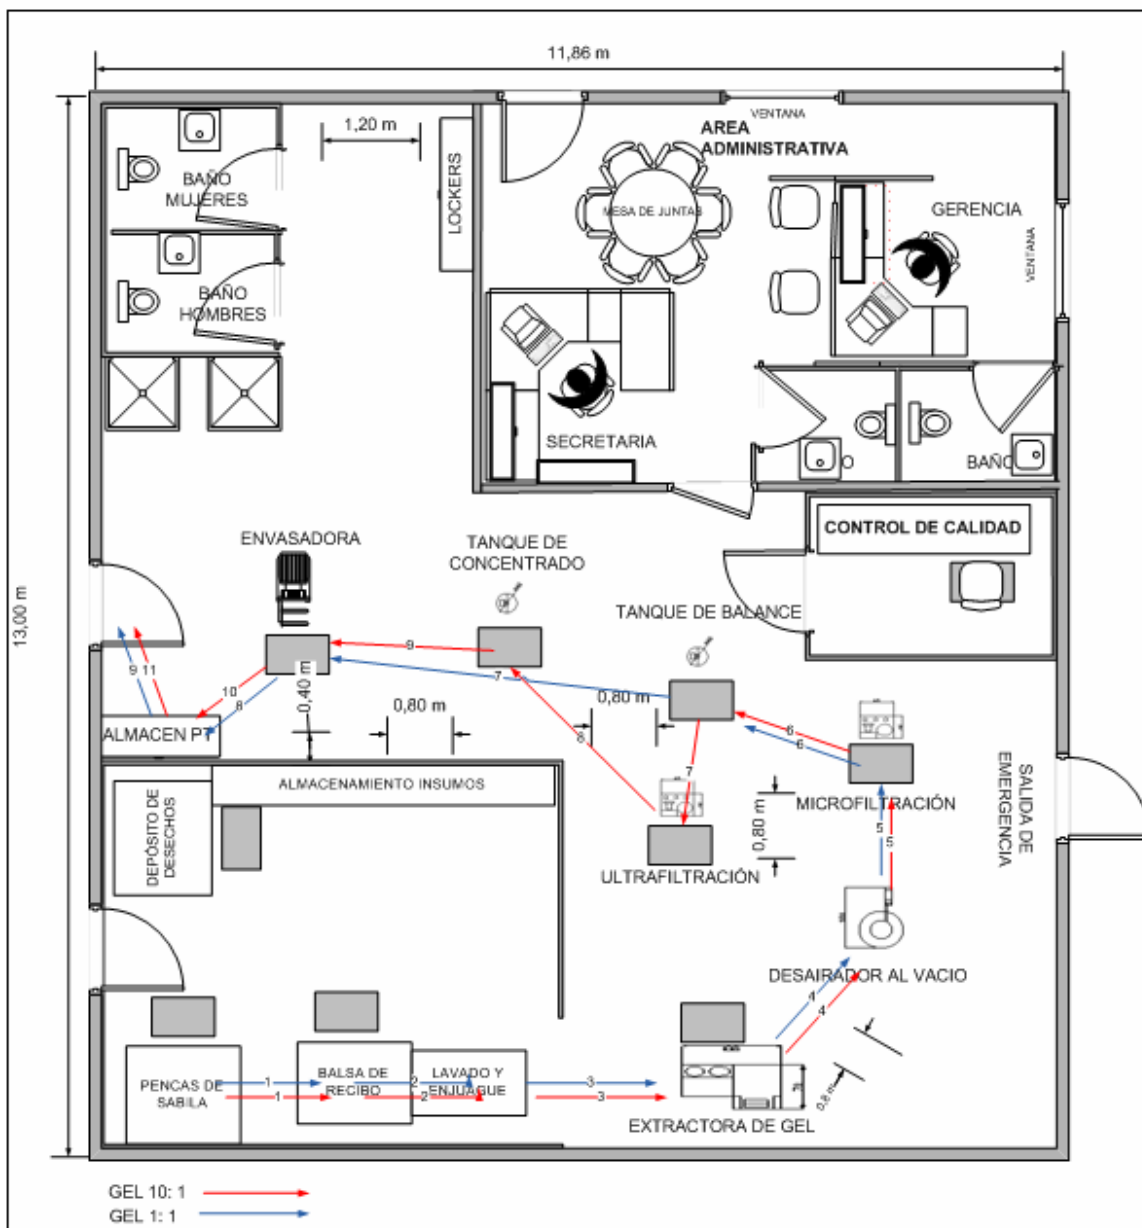 11,86 m
1,20 m
VENTANA
AREA
ADMINISTRATIVA
BAÑO
MUJERES
LOCKERS
MESA DE JUNTAS
GERENCIA
VENTANA
BAÑO
HOMBRES
SECRETARIA
O
BAÑO
CONTROL DE CALIDAD
ENVASADORA
TANQUE DE
CONCENTRADO
TANQUE DE BALANCE
13,00 m
9
11
10
8
0,40 m
9
7
0,80 m
0,80 m
8
7
6
6
ALMACEN PT
ALMACENAMIENTO INSUMOS
DEPÓSITO DE
DESECHOS
MICROFILTRACIÓN
SALIDA DE
EMERGENCIA
0,80 m
5
5
ULTRAFILTRACIÓN
DESAIRADOR AL VACIO
4
4
0,8 m
PENCAS DE
SABILA
1
1
BALSA DE
RECIBO
2
2
LAVADO Y
ENJUAGUE
3
3
EXTRACTORA DE GEL
GEL 10: 1
GEL 1: 1